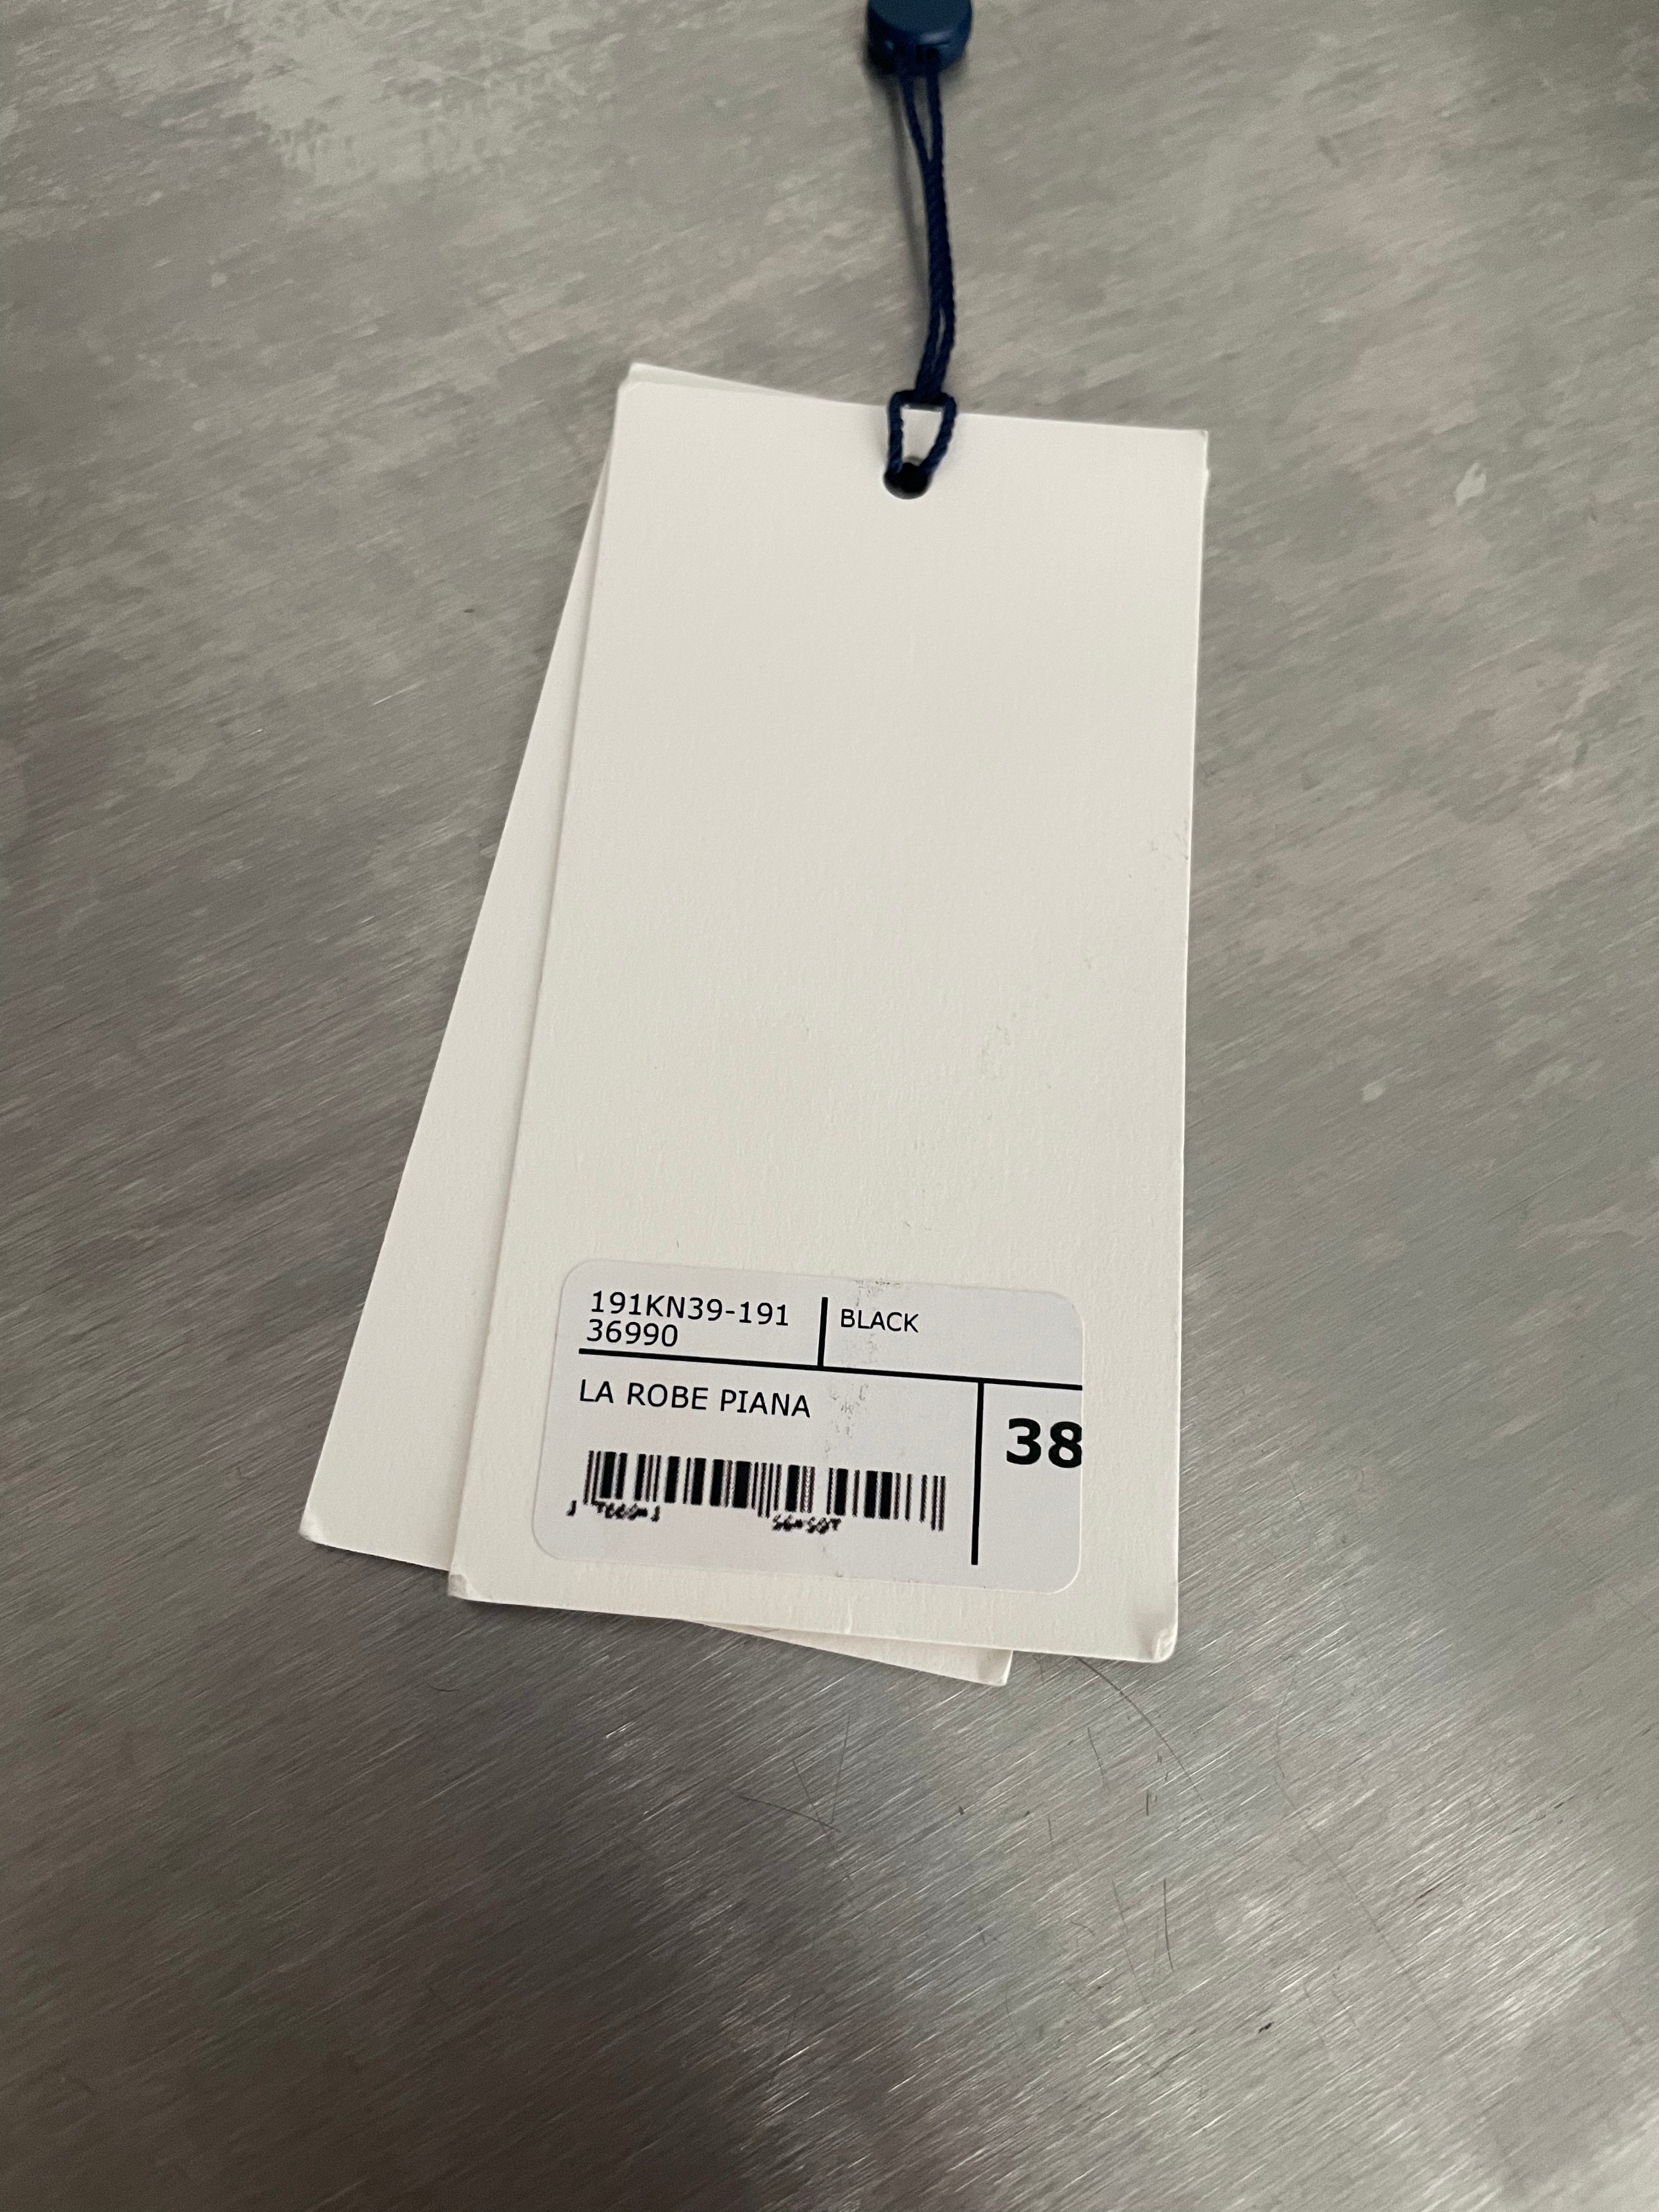 191KN39-191
36990
BLACK
LA ROBE PIANA
38